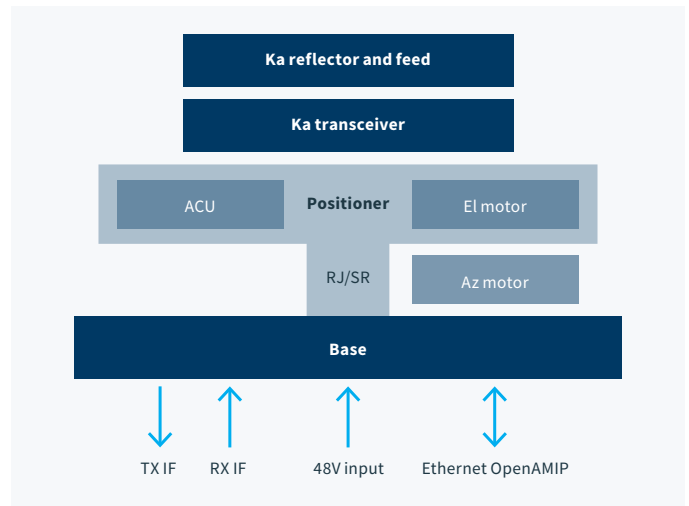 Ka reflector and feed
Ka transceiver
ACU
Positioner
El motor
RJ/SR
Az motor
Base
TX IF
RX IF
48V input
Ethernet OpenAMIP